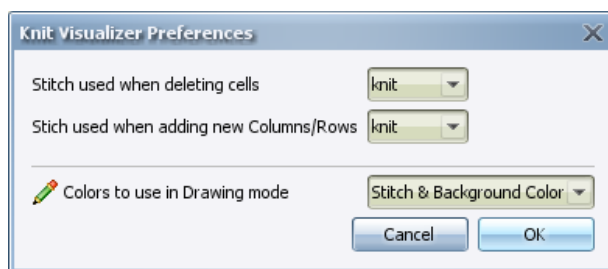 Knit Visualizer Preferences
Stitch used when deleting cells knit
Stich used when adding new Columns/Rows knit
Colors to use in Drawing mode Stitch & Background Color
Cancel OK